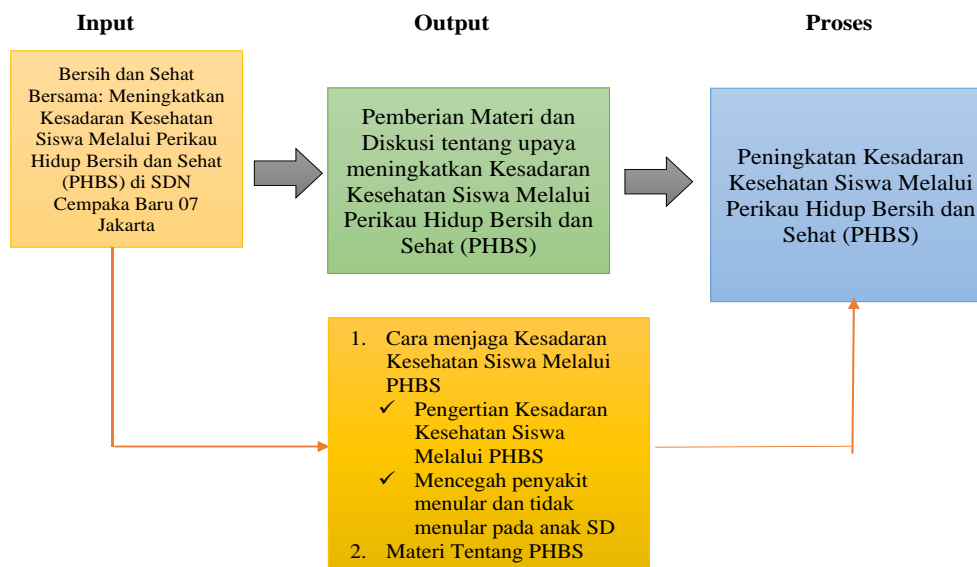 Input
Output
Proses
Bersih dan Sehat
Bersama: Meningkatkan
Kesadaran Kesehatan
Siswa Melalui Perikau
Hidup Bersih dan Sehat
(PHBS) di SDN
Cempaka Baru 07
Jakarta
Pemberian Materi dan
Diskusi tentang upaya
meningkatkan Kesadaran
Kesehatan Siswa Melalui
Perikau Hidup Bersih dan
Sehat (PHBS)
Peningkatan Kesadaran
Kesehatan Siswa Melalui
Perikau Hidup Bersih dan
Sehat (PHBS)
1. Cara menjaga Kesadaran
Kesehatan Siswa Melalui
PHBS
✓ Pengertian Kesadaran
Kesehatan Siswa
Melalui PHBS
✓ Mencegah penyakit
menular dan tidak
menular pada anak SD
2. Materi Tentang PHBS